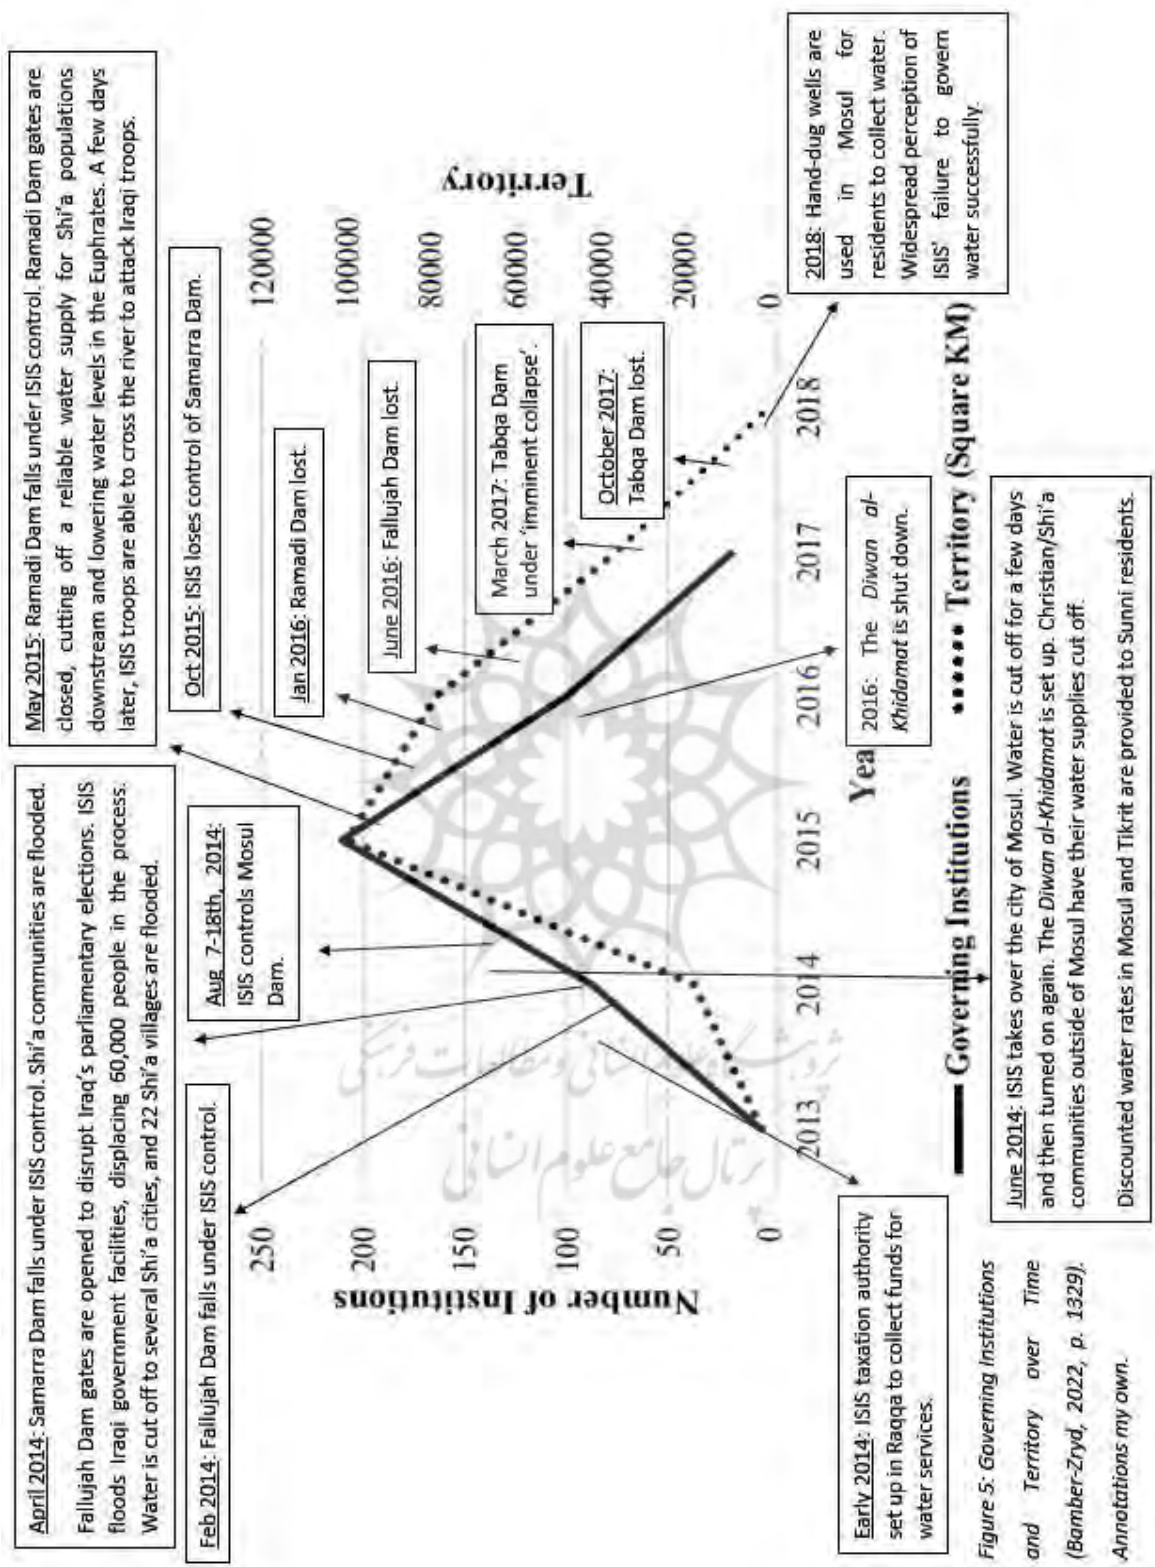 April 2014: Samarra Dam falls under ISIS control. Shi'a communities are flooded.
Fallujah Dam gates are opened to disrupt Iraq's parliamentary elections. ISIS
floods Iraqi government facilities, displacing 60,000 people in the process.
Water is cut off to several Shi'a cities, and 22 Shi'a villages are flooded.
May 2015: Ramadi Dam falls under ISIS control. Ramadi Dam gates are
closed, cutting off a reliable water supply for Shi'a populations
downstream and lowering water levels in the Euphrates. A few days
later, ISIS troops are able to cross the river to attack Iraqi troops.
Feb 2014: Fallujah Dam falls under ISIS control.
Aug 7-18th, 2014:
ISIS controls Mosul
Dam.
Oct 2015: ISIS loses control of Samarra Dam.
Jan 2016: Ramadi Dam lost.
June 2016: Fallujah Dam lost.
March 2017: Tabqa Dam
under 'imminent collapse'.
October 2017:
Tabqa Dam lost.
Number of Institutions
250
200
150
100
50
0
Territory
120000
100000
80000
60000
40000
20000
0
2013
2014
2015
2016
2017
2018
Yea
پژوهشگاه علوم انسانی و مطالعات فرهنگی
پرتال جامع علوم انسانی
Governing Institutions
Territory (Square KM)
Early 2014: ISIS taxation authority
set up in Raqqa to collect funds for
water services.
2016: The Diwan al-
Khidamat is shut down.
2018: Hand-dug wells are
used in Mosul for
residents to collect water.
Widespread perception of
ISIS' failure to govern
water successfully.
June 2014: ISIS takes over the city of Mosul. Water is cut off for a few days
and then turned on again. The Diwan al-Khidamat is set up. Christian/Shi'a
communities outside of Mosul have their water supplies cut off.
Discounted water rates in Mosul and Tikrit are provided to Sunni residents.
Figure 5: Governing Institutions
and Territory over Time
(Bamber-Zryd, 2022, p. 1329).
Annotations my own.